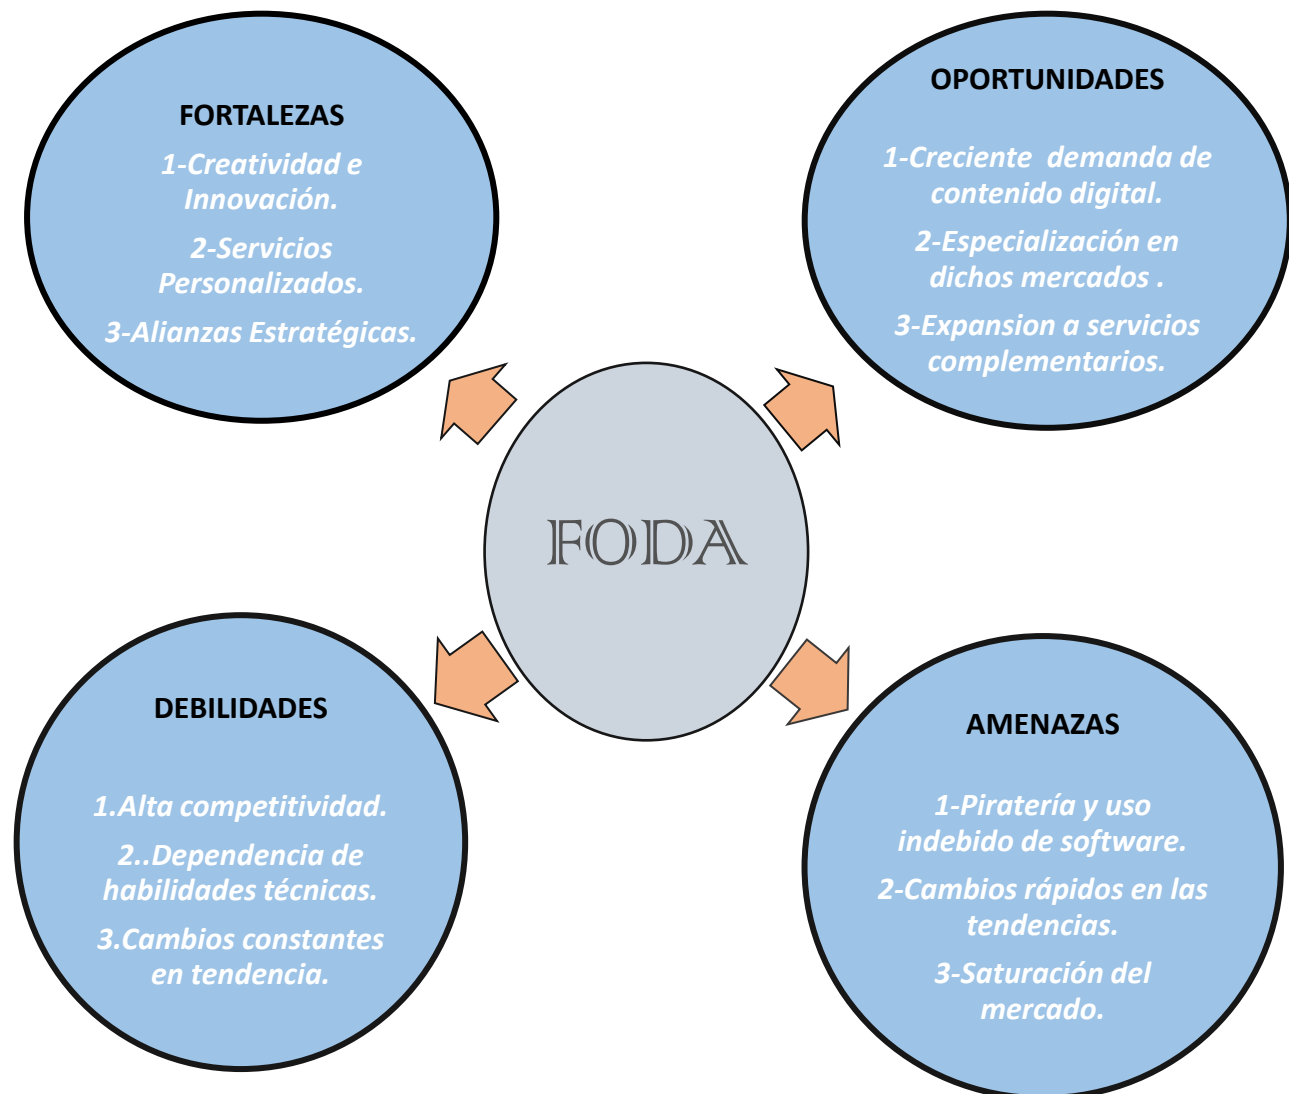 FORTALEZAS
1-Creatividad e
Innovación.
2-Servicios
Personalizados.
3-Alianzas Estratégicas.
OPORTUNIDADES
1-Creciente  demanda de
contenido digital.
2-Especialización en
dichos mercados .
3-Expansion a servicios
complementarios.
FODA
DEBILIDADES
1.Alta competitividad.
2..Dependencia de
habilidades técnicas.
3.Cambios constantes
en tendencia.
AMENAZAS
1-Piratería y uso
indebido de software.
2-Cambios rápidos en las
tendencias.
3-Saturación del
mercado.